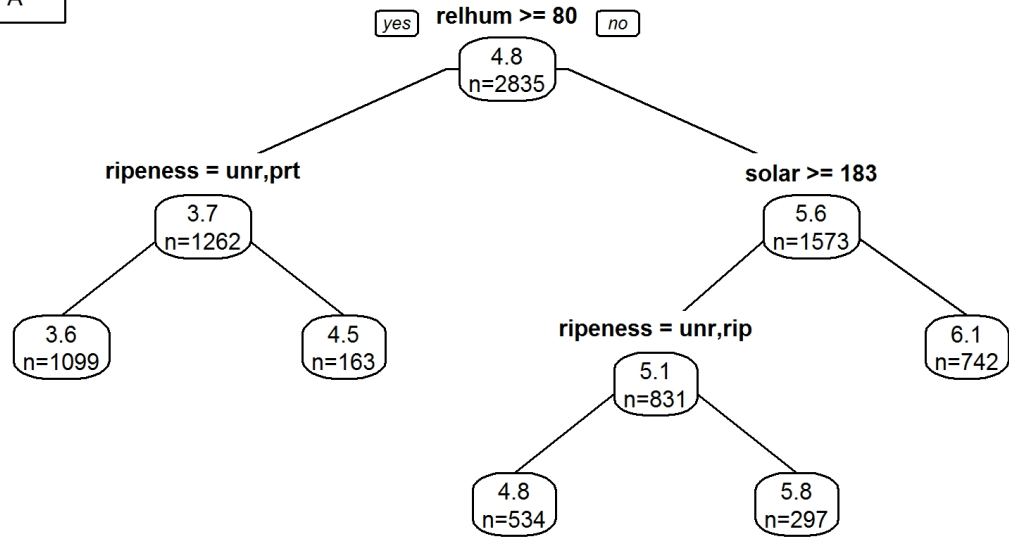 A
yes relhum >= 80 no
4.8
n=2835
ripeness = unr,prt
solar >= 183
3.7
n=1262
5.6
n=1573
3.6
n=1099
4.5
n=163
ripeness = unr,rip
6.1
n=742
5.1
n=831
4.8
n=534
5.8
n=297